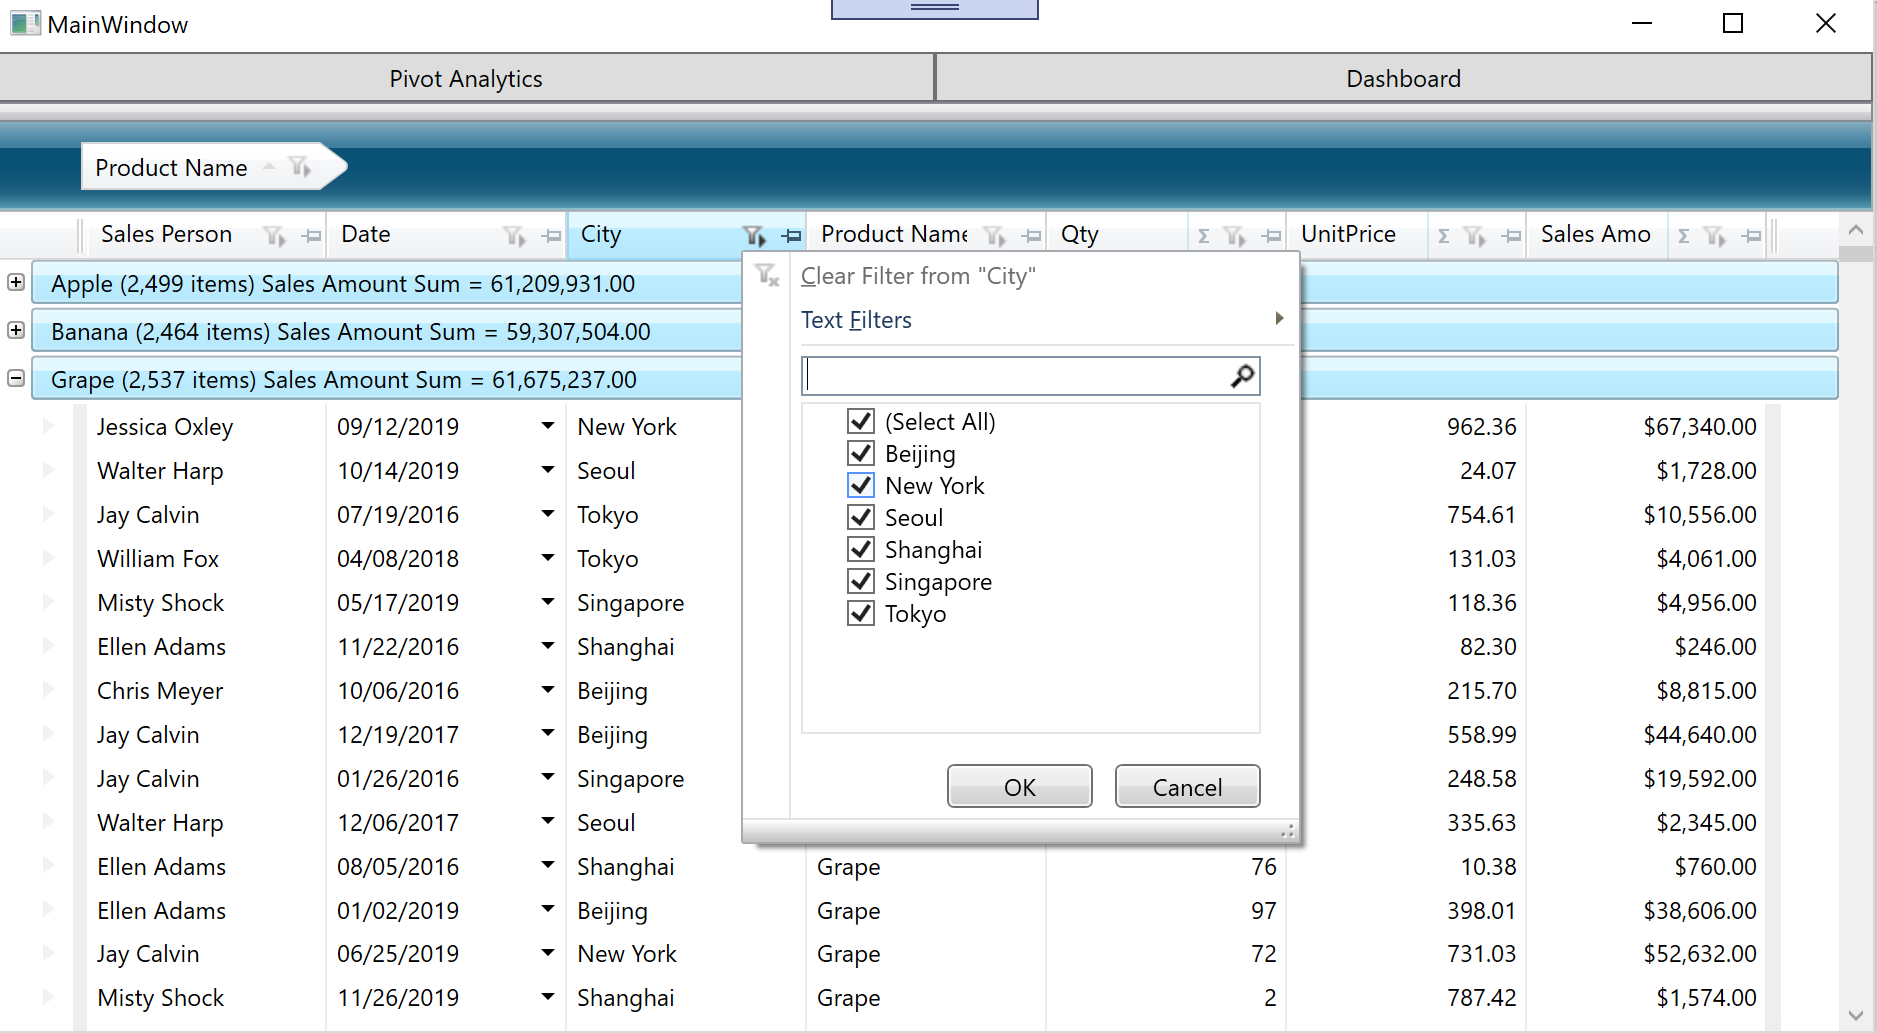 MainWindow
Pivot Analytics Dashboard
Product Name
Sales Person Date City Product Name Qty Σ UnitPrice Σ Sales Amo Σ
Apple (2,499 items) Sales Amount Sum = 61,209,931.00
Banana (2,464 items) Sales Amount Sum = 59,307,504.00
Grape (2,537 items) Sales Amount Sum = 61,675,237.00
Clear Filter from "City"
Text Filters
(Select All)
Beijing
New York
Seoul
Shanghai
Singapore
Tokyo
OK Cancel
Jessica Oxley 09/12/2019 New York 962.36 $67,340.00
Walter Harp 10/14/2019 Seoul 24.07 $1,728.00
Jay Calvin 07/19/2016 Tokyo 754.61 $10,556.00
William Fox 04/08/2018 Tokyo 131.03 $4,061.00
Misty Shock 05/17/2019 Singapore 118.36 $4,956.00
Ellen Adams 11/22/2016 Shanghai 82.30 $246.00
Chris Meyer 10/06/2016 Beijing 215.70 $8,815.00
Jay Calvin 12/19/2017 Beijing 558.99 $44,640.00
Jay Calvin 01/26/2016 Singapore 248.58 $19,592.00
Walter Harp 12/06/2017 Seoul 335.63 $2,345.00
Ellen Adams 08/05/2016 Shanghai Grape 76 10.38 $760.00
Ellen Adams 01/02/2019 Beijing Grape 97 398.01 $38,606.00
Jay Calvin 06/25/2019 New York Grape 72 731.03 $52,632.00
Misty Shock 11/26/2019 Shanghai Grape 2 787.42 $1,574.00